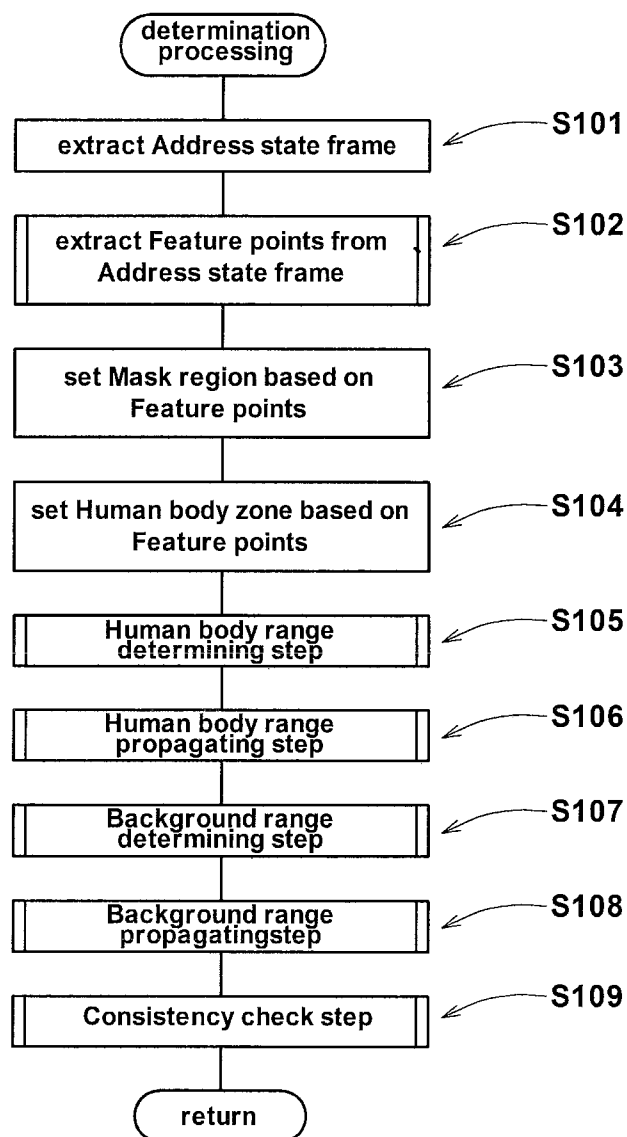 determination
processing
extract Address state frame
S101
extract Feature points from
Address state frame
S102
set Mask region based on
Feature points
S103
set Human body zone based on
Feature points
S104
Human body range
determining step
S105
Human body range
propagating step
S106
Background range
determining step
S107
Background range
propagatingstep
S108
Consistency check step
S109
return